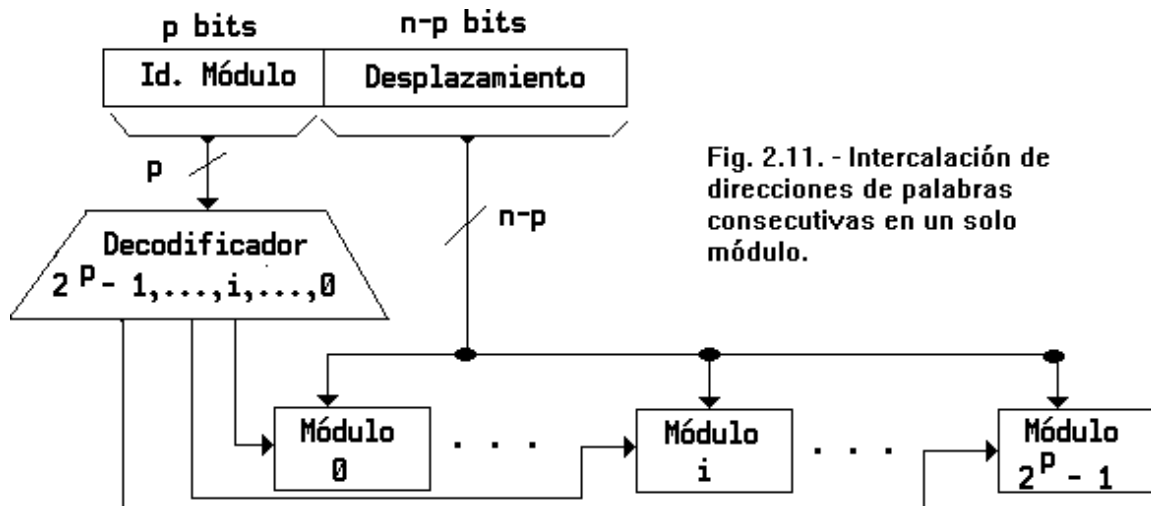 p bits n-p bits
Id. Módulo Desplazamiento
p
n-p
Fig. 2.11. - Intercalación de
direcciones de palabras
consecutivas en un solo
módulo.
Decodificador
2^p - 1,...,i,...,0
Módulo
0
. . .
Módulo
i
. . .
Módulo
2^p - 1